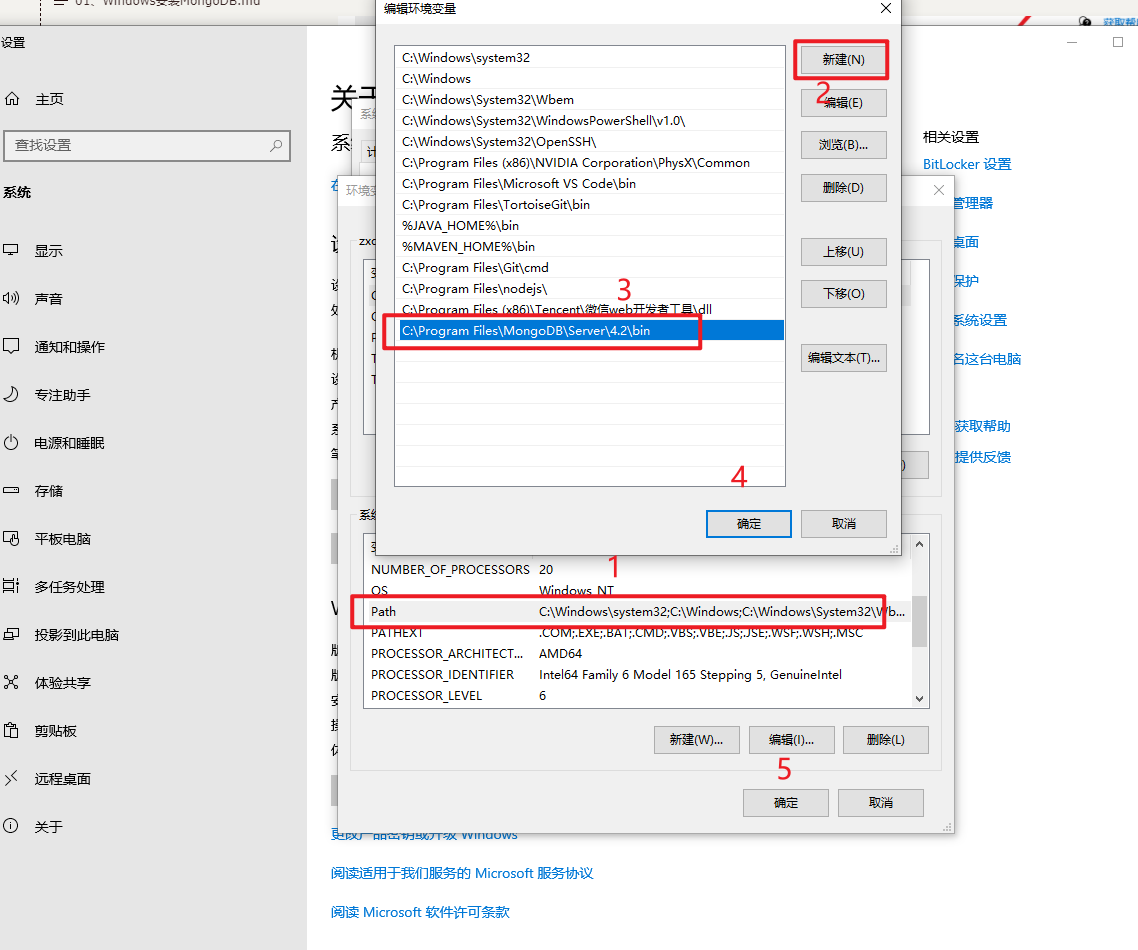 01、Windows安装MongoDB.md
获取帮
设置
主页
查找设置
系统
显示
声音
通知和操作
专注助手
电源和睡眠
存储
平板电脑
多任务处理
投影到此电脑
体验共享
剪贴板
远程桌面
关于
编辑环境变量
C:\Windows\system32
C:\Windows
C:\Windows\System32\Wbem
C:\Windows\System32\WindowsPowerShell\v1.0\
C:\Windows\System32\OpenSSH\
C:\Program Files (x86)\NVIDIA Corporation\PhysX\Common
C:\Program Files\Microsoft VS Code\bin
C:\Program Files\TortoiseGit\bin
%JAVA_HOME%\bin
%MAVEN_HOME%\bin
C:\Program Files\Git\cmd
C:\Program Files\nodejs\
3
C:\Program Files (x86)\Tencent\微信web开发者工具\dll
C:\Program Files\MongoDB\Server\4.2\bin
新建(N)
2
编辑(E)
浏览(B)...
删除(D)
上移(U)
下移(O)
编辑文本(T)...
4
确定
取消
环境变
zxc
系统
1
NUMBER_OF_PROCESSORS 20
OS Windows_NT
Path C:\Windows\system32;C:\Windows;C:\Windows\System32\Wb...
PATHEXT .COM;.EXE;.BAT;.CMD;.VBS;.VBE;.JS;.JSE;.WSF;.WSH;.MSC
PROCESSOR_ARCHITECT... AMD64
PROCESSOR_IDENTIFIER Intel64 Family 6 Model 165 Stepping 5, GenuineIntel
PROCESSOR_LEVEL 6
新建(W)...
编辑(I)...
删除(L)
5
确定
取消
更改产品密钥或升级 Windows
阅读适用于我们服务的 Microsoft 服务协议
阅读 Microsoft 软件许可条款
相关设置
BitLocker 设置
管理器
桌面
保护
系统设置
名这台电脑
获取帮助
提供反馈